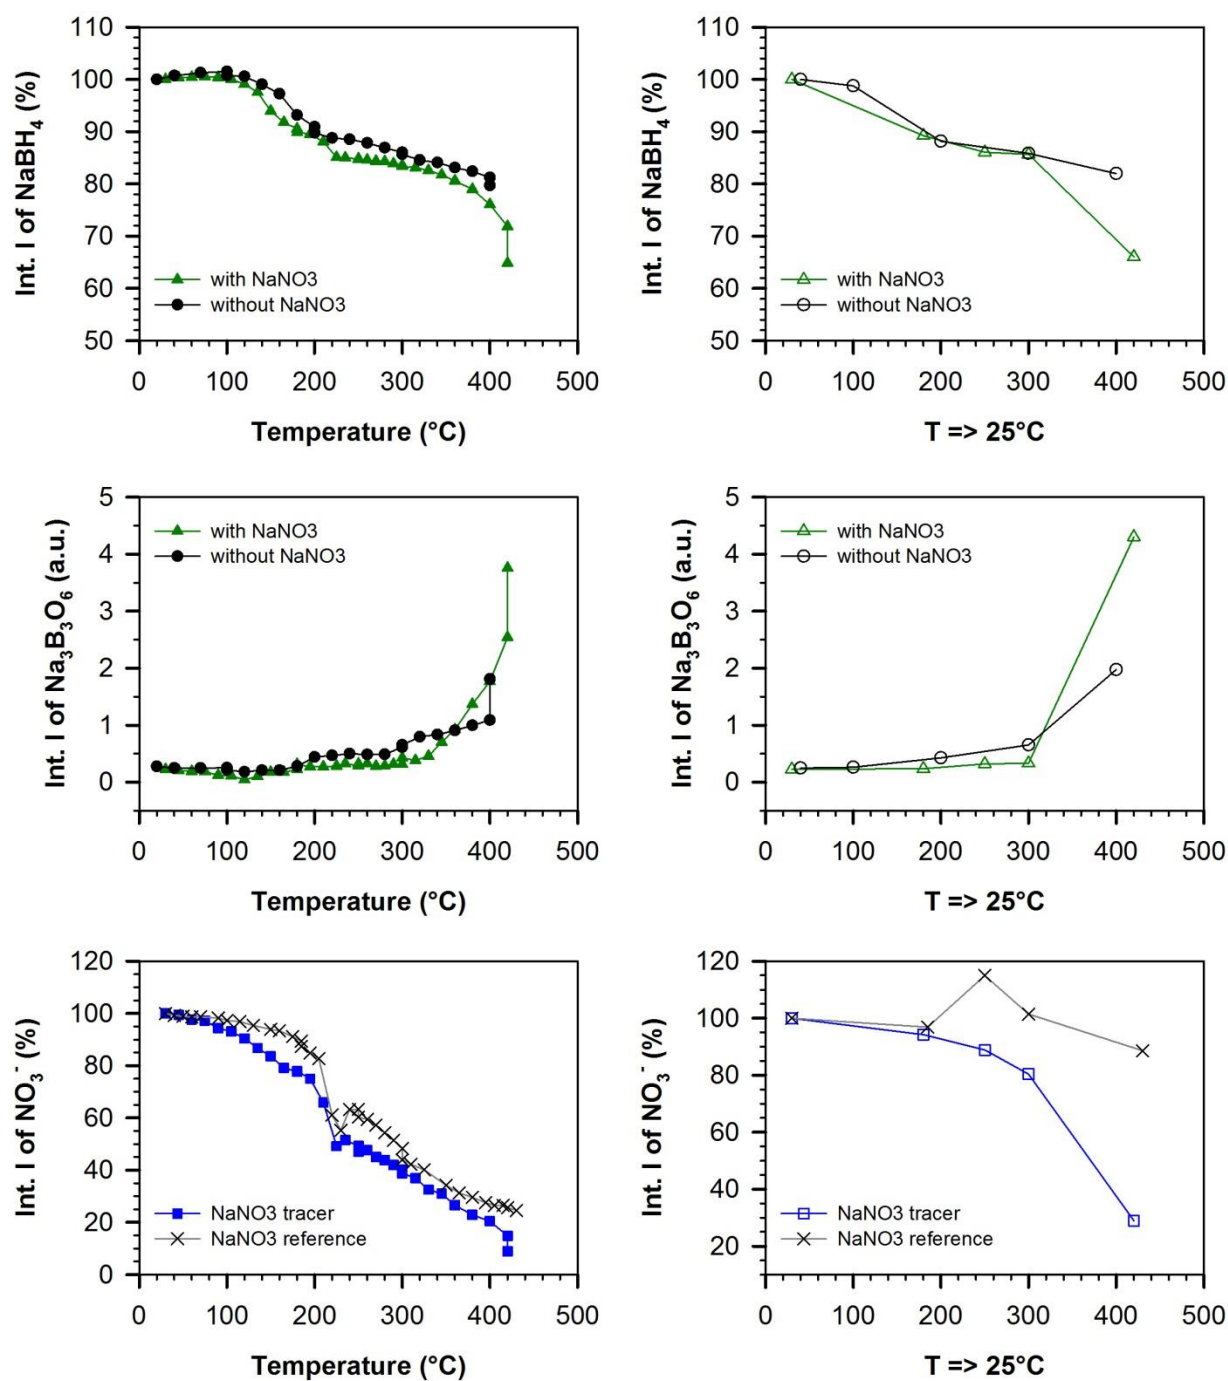 Int. I of NaBH₄ (%)
110
100
90
80
70
60
50
with NaNO3
without NaNO3
0 100 200 300 400 500
Temperature (°C)
Int. I of NaBH₄ (%)
110
100
90
80
70
60
50
with NaNO3
without NaNO3
0 100 200 300 400 500
T => 25°C
Int. I of Na₃B₃O₆ (a.u.)
5
4
3
2
1
0
with NaNO3
without NaNO3
0 100 200 300 400 500
Temperature (°C)
Int. I of Na₃B₃O₆ (a.u.)
5
4
3
2
1
0
with NaNO3
without NaNO3
0 100 200 300 400 500
T => 25°C
Int. I of NO₃⁻ (%)
120
100
80
60
40
20
0
NaNO3 tracer
NaNO3 reference
0 100 200 300 400 500
Temperature (°C)
Int. I of NO₃⁻ (%)
120
100
80
60
40
20
NaNO3 tracer
NaNO3 reference
0 100 200 300 400 500
T => 25°C